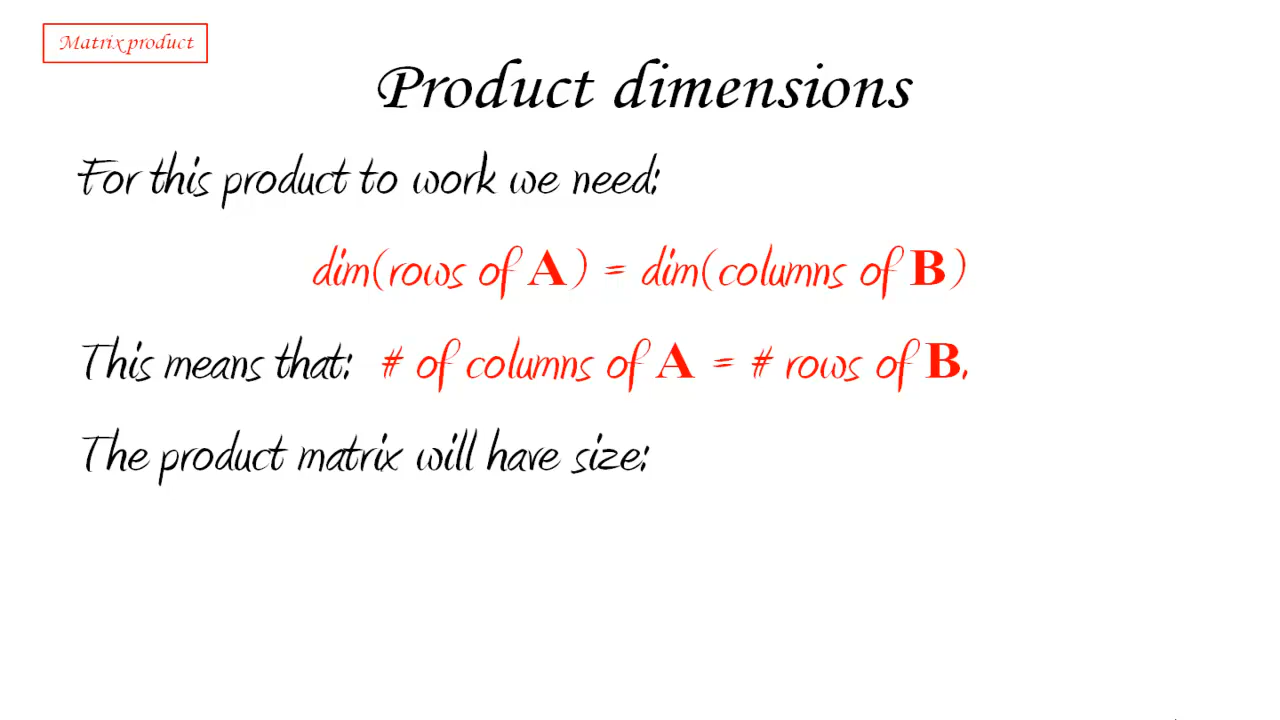 Matrix product
Product dimensions
For this product to work we need:
dim(rows of A) = dim(columns of B)
This means that: # of columns of A = # rows of B.
The product matrix will have size: